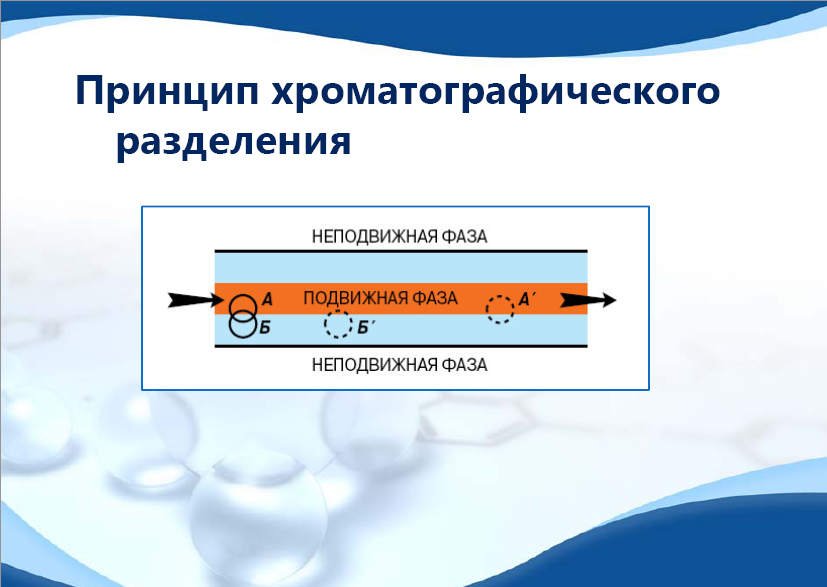 Принцип хроматографического
разделения
НЕПОДВИЖНАЯ ФАЗА
А ПОДВИЖНАЯ ФАЗА А´
Б Б´
НЕПОДВИЖНАЯ ФАЗА